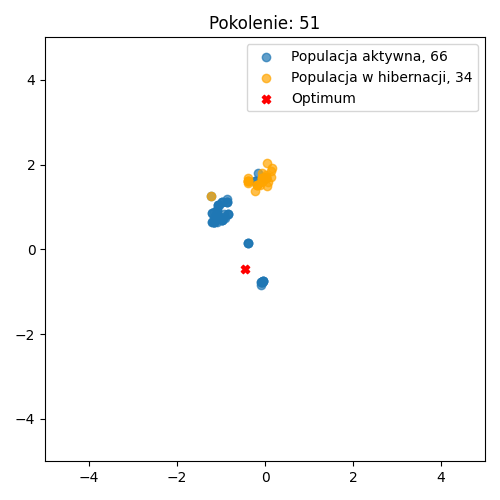 Pokolenie: 51
Populacja aktywna, 66
Populacja w hibernacji, 34
Optimum
4
2
0
−2
−4
−4
−2
0
2
4